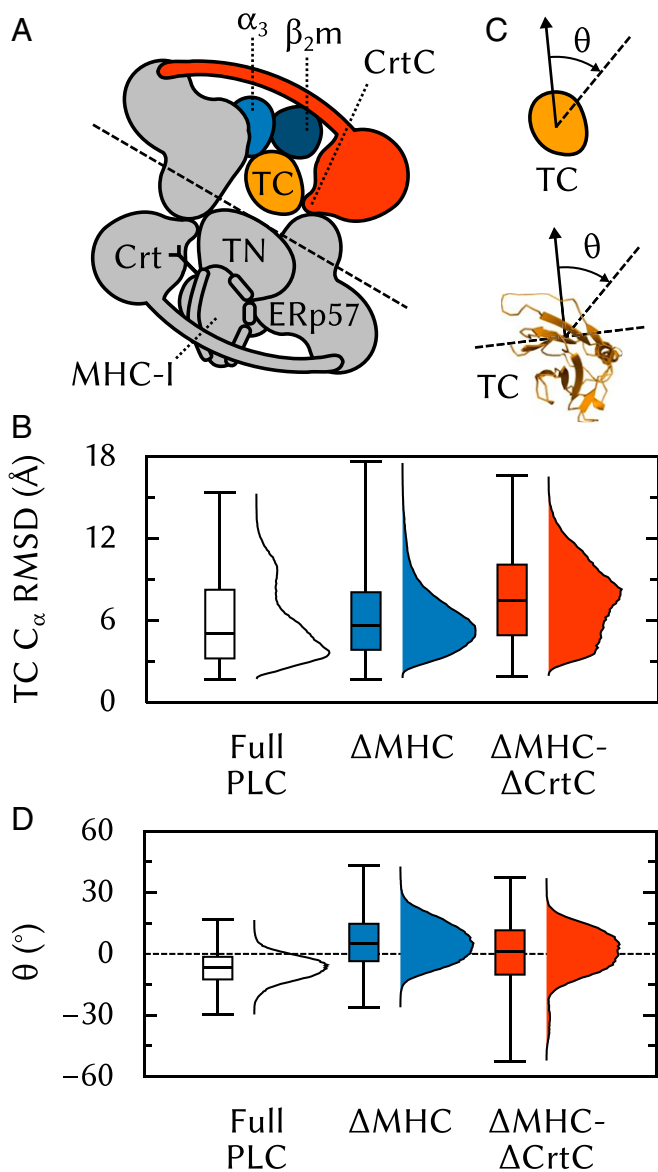 A
α₃
β₂m
CrtC
TC
Crt
TN
ERp57
MHC-I
C
θ
TC
θ
TC
B
TC Cα RMSD (Å)
18
12
6
0
Full PLC
ΔMHC
ΔMHC-
ΔCrtC
D
θ (°)
60
30
0
−30
−60
Full PLC
ΔMHC
ΔMHC-
ΔCrtC